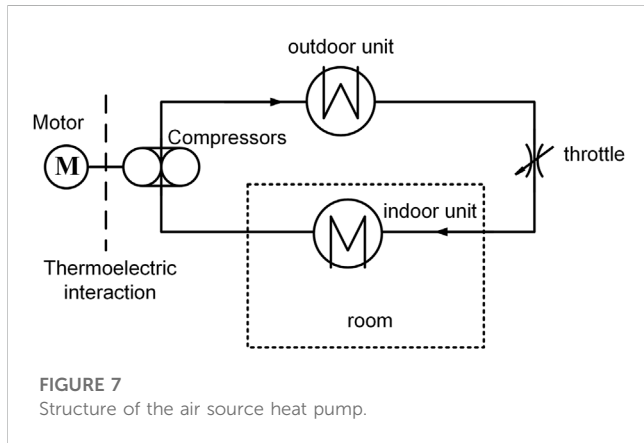 outdoor unit
Motor
Compressors
M
throttle
indoor unit
Thermoelectric
interaction
room
FIGURE 7
Structure of the air source heat pump.